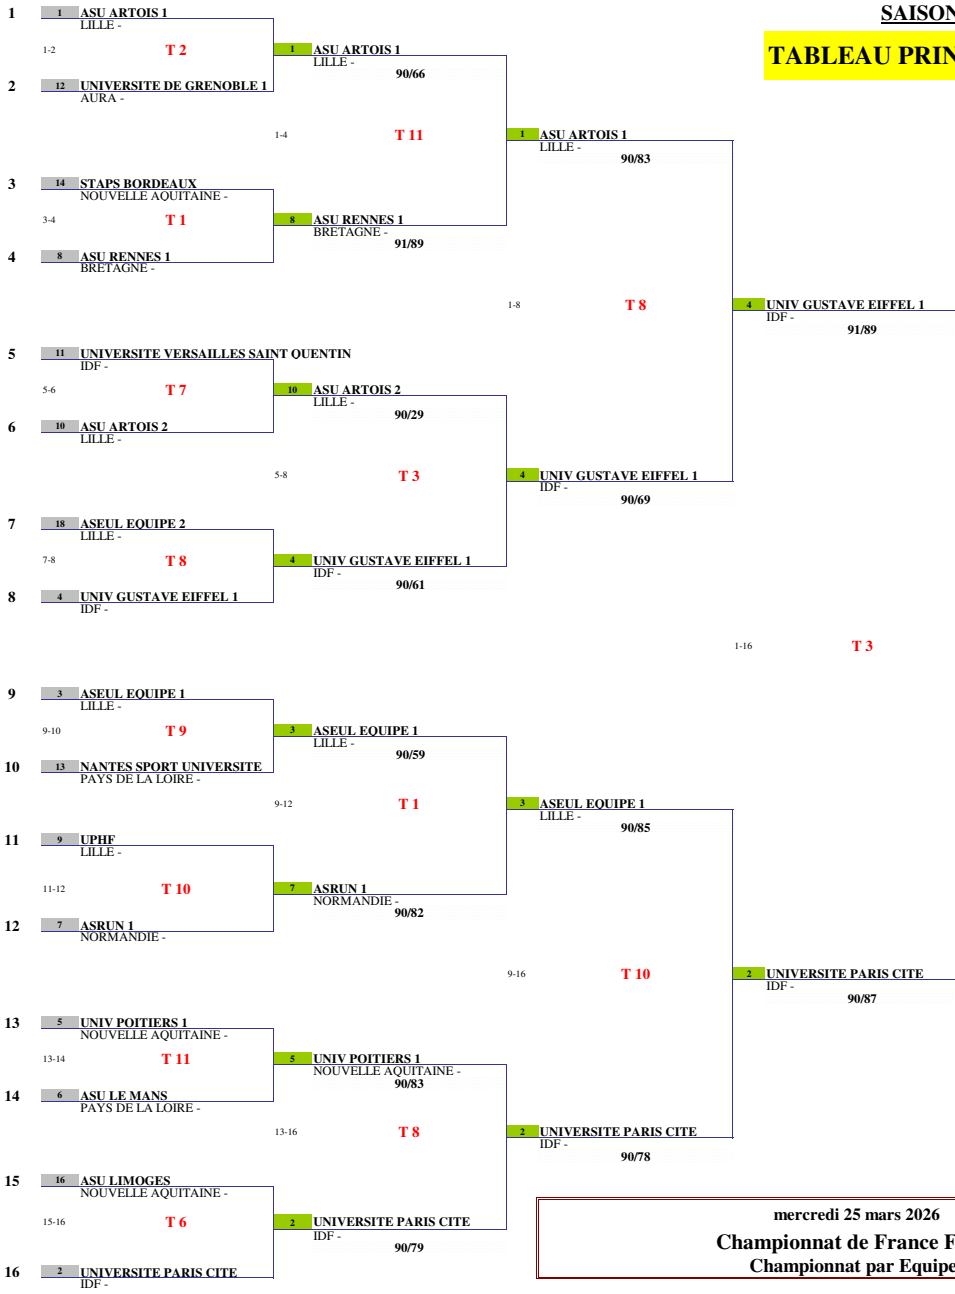 SAISON
TABLEAU PRIN
1 1 ASU ARTOIS 1
LILLE -
1-2 T 2
1 ASU ARTOIS 1
LILLE -
90/66
2 12 UNIVERSITE DE GRENOBLE 1
AURA -
1-4 T 11
1 ASU ARTOIS 1
LILLE -
90/83
3 14 STAPS BORDEAUX
NOUVELLE AQUITAINE -
3-4 T 1
8 ASU RENNES 1
BRETAGNE -
91/89
4 8 ASU RENNES 1
BRETAGNE -
1-8 T 8
4 UNIV GUSTAVE EIFFEL 1
IDF -
91/89
5 11 UNIVERSITE VERSAILLES SAINT QUENTIN
IDF -
5-6 T 7
10 ASU ARTOIS 2
LILLE -
90/29
6 10 ASU ARTOIS 2
LILLE -
5-8 T 3
4 UNIV GUSTAVE EIFFEL 1
IDF -
90/69
7 18 ASEUL EQUIPE 2
LILLE -
7-8 T 8
4 UNIV GUSTAVE EIFFEL 1
IDF -
90/61
8 4 UNIV GUSTAVE EIFFEL 1
IDF -
1-16 T 3
9 3 ASEUL EQUIPE 1
LILLE -
9-10 T 9
3 ASEUL EQUIPE 1
LILLE -
90/59
10 13 NANTES SPORT UNIVERSITE
PAYS DE LA LOIRE -
9-12 T 1
3 ASEUL EQUIPE 1
LILLE -
90/85
11 9 UPHF
LILLE -
11-12 T 10
7 ASRUN 1
NORMANDIE -
90/82
12 7 ASRUN 1
NORMANDIE -
9-16 T 10
2 UNIVERSITE PARIS CITE
IDF -
90/87
13 5 UNIV POITIERS 1
NOUVELLE AQUITAINE -
13-14 T 11
5 UNIV POITIERS 1
NOUVELLE AQUITAINE -
90/83
14 6 ASU LE MANS
PAYS DE LA LOIRE -
13-16 T 8
2 UNIVERSITE PARIS CITE
IDF -
90/78
15 16 ASU LIMOGES
NOUVELLE AQUITAINE -
15-16 T 6
2 UNIVERSITE PARIS CITE
IDF -
90/79
16 2 UNIVERSITE PARIS CITE
IDF -
mercredi 25 mars 2026
Championnat de France F
Championnat par Equipe